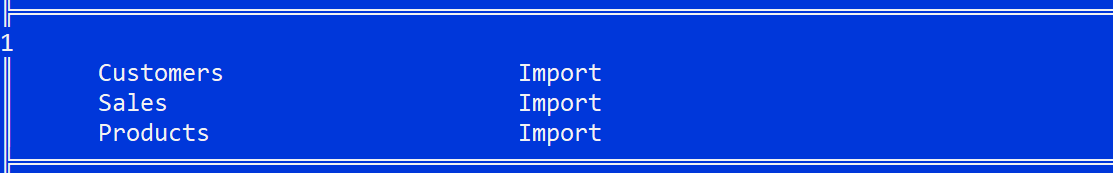 1
Customers Import
Sales Import
Products Import